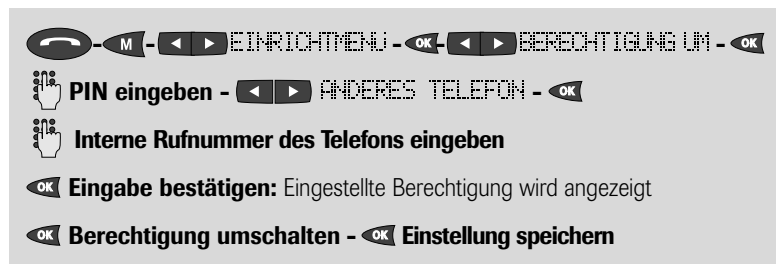 - M - EINRICHTMENÜ - OK - BERECHTIGUNG UM - OK
PIN eingeben - ANDERES TELEFON - OK
Interne Rufnummer des Telefons eingeben
OK Eingabe bestätigen: Eingestellte Berechtigung wird angezeigt
OK Berechtigung umschalten - OK Einstellung speichern